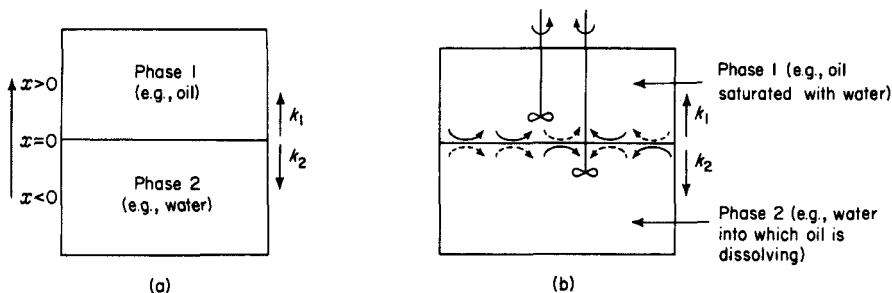 Phase 1
(e.g., oil)
x>0
k₁
x=0
k₂
Phase 2
(e.g., water)
x<0
(a)
Phase 1 (e.g., oil
saturated with water)
k₁
k₂
Phase 2 (e.g., water
into which oil is
dissolving)
(b)